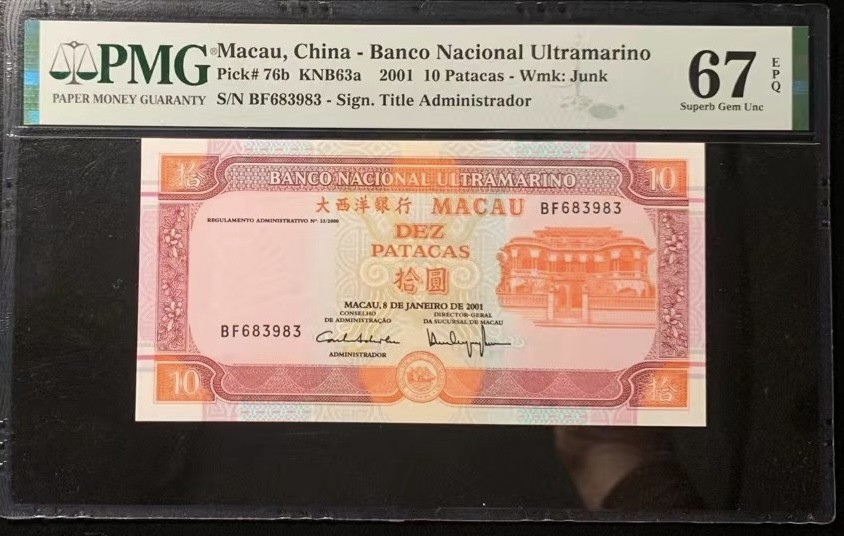 PMG®
PAPER MONEY GUARANTY
Macau, China - Banco Nacional Ultramarino
Pick# 76b KNB63a 2001 10 Patacas - Wmk: Junk
S/N BF683983 - Sign. Title Administrador
67 EPQ
Superb Gem Unc
拾 BANCO NACIONAL ULTRAMARINO 10
大西洋銀行 MACAU BF683983
REGULAMENTO ADMINISTRATIVO Nº. 22/2000
DEZ
PATACAS
拾圓
MACAU, 8 DE JANEIRO DE 2001
CONSELHO DE ADMINISTRAÇÃO
DIRECTOR-GERAL DA SUCURSAL DE MACAU
BF683983
ADMINISTRADOR
10 拾